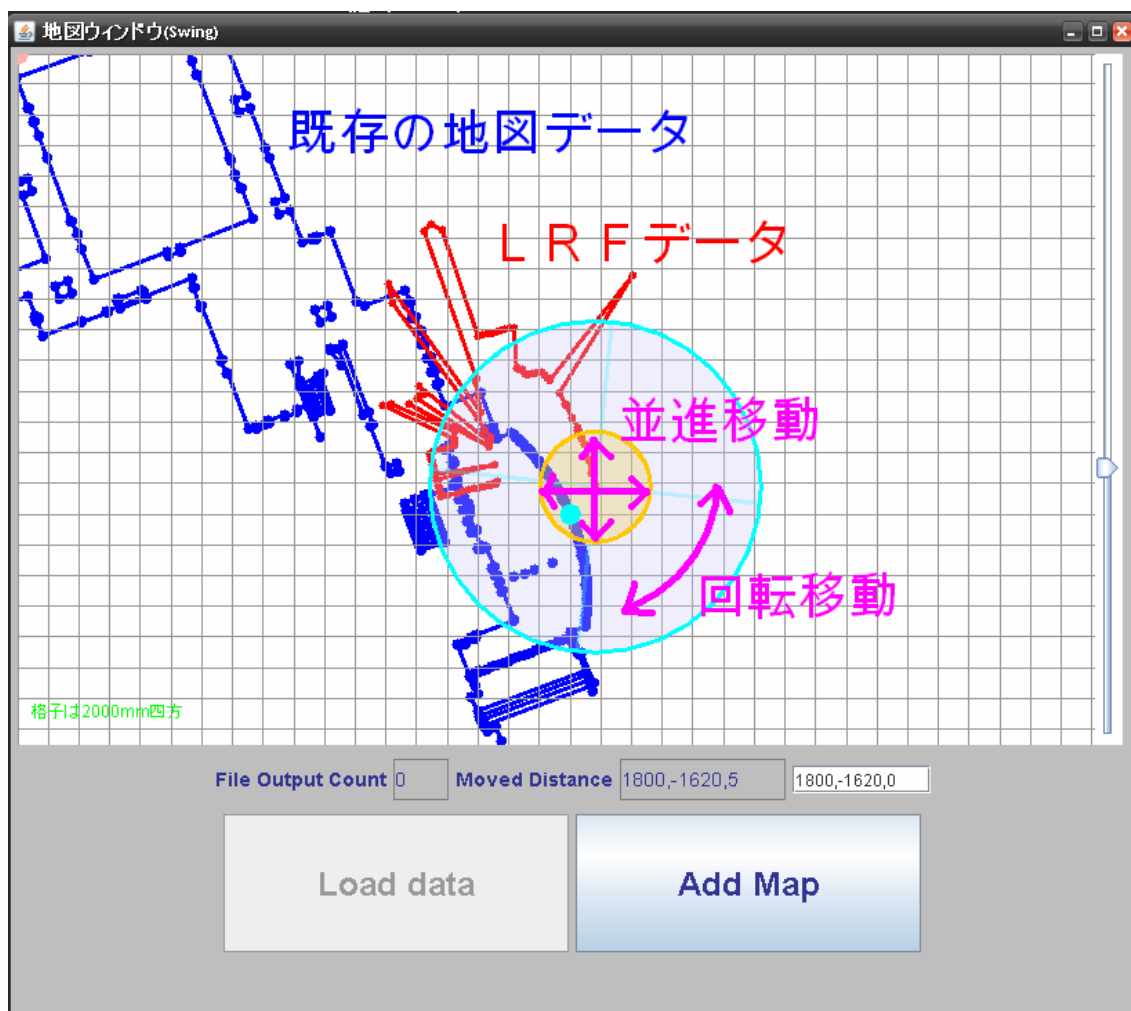 地図ウィンドウ(Swing)
既存の地図データ
ＬＲＦデータ
並進移動
回転移動
格子は2000mm四方
File Output Count 0 Moved Distance 1800,-1620,5 1800,-1620,0
Load data Add Map